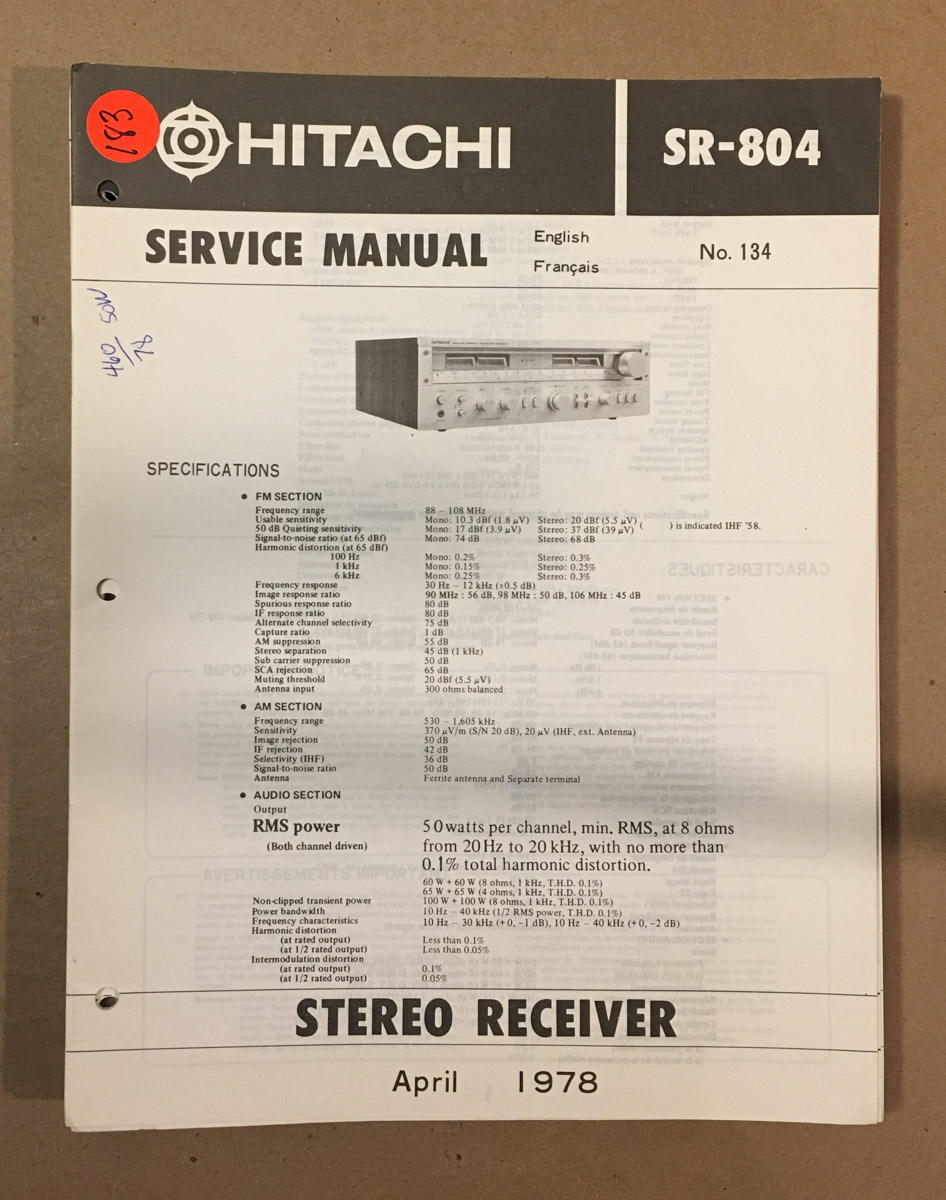 183
HITACHI
SR-804
SERVICE MANUAL
English
Français
No. 134
460 50W
78
HITACHI
SPECIFICATIONS
● FM SECTION
Frequency range 88 – 108 MHz
Usable sensitivity Mono: 10.3 dBf (1.8 µV) Stereo: 20 dBf (5.5 µV)
50 dB Quieting sensitivity Mono: 17 dBf (3.9 µV) Stereo: 37 dBf (39 µV) ( ) is indicated IHF '58.
Signal-to-noise ratio (at 65 dBf) Mono: 74 dB Stereo: 68 dB
Harmonic distortion (at 65 dBf)
100 Hz Mono: 0.2% Stereo: 0.3%
1 kHz Mono: 0.15% Stereo: 0.25%
6 kHz Mono: 0.25% Stereo: 0.3%
Frequency response 30 Hz – 12 kHz (±0.5 dB)
Image response ratio 90 MHz : 56 dB, 98 MHz : 50 dB, 106 MHz : 45 dB
Spurious response ratio 80 dB
IF response ratio 80 dB
Alternate channel selectivity 75 dB
Capture ratio 1 dB
AM suppression 55 dB
Stereo separation 45 dB (1 kHz)
Sub carrier suppression 50 dB
SCA rejection 65 dB
Muting threshold 20 dBf (5.5 µV)
Antenna input 300 ohms balanced
● AM SECTION
Frequency range 530 – 1,605 kHz
Sensitivity 370 µV/m (S/N 20 dB), 20 µV (IHF, ext. Antenna)
Image rejection 50 dB
IF rejection 42 dB
Selectivity (IHF) 36 dB
Signal-to-noise ratio 50 dB
Antenna Ferrite antenna and Separate terminal
● AUDIO SECTION
Output
RMS power 50 watts per channel, min. RMS, at 8 ohms
(Both channel driven) from 20 Hz to 20 kHz, with no more than
0.1% total harmonic distortion.
60 W + 60 W (8 ohms, 1 kHz, T.H.D. 0.1%)
65 W + 65 W (4 ohms, 1 kHz, T.H.D. 0.1%)
Non-clipped transient power 100 W + 100 W (8 ohms, 1 kHz, T.H.D. 0.1%)
Power bandwidth 10 Hz – 40 kHz (1/2 RMS power, T.H.D. 0.1%)
Frequency characteristics 10 Hz – 30 kHz (+0, –1 dB), 10 Hz – 40 kHz (+0, –2 dB)
Harmonic distortion
(at rated output) Less than 0.1%
(at 1/2 rated output) Less than 0.05%
Intermodulation distortion
(at rated output) 0.1%
(at 1/2 rated output) 0.05%
STEREO RECEIVER
April 1978